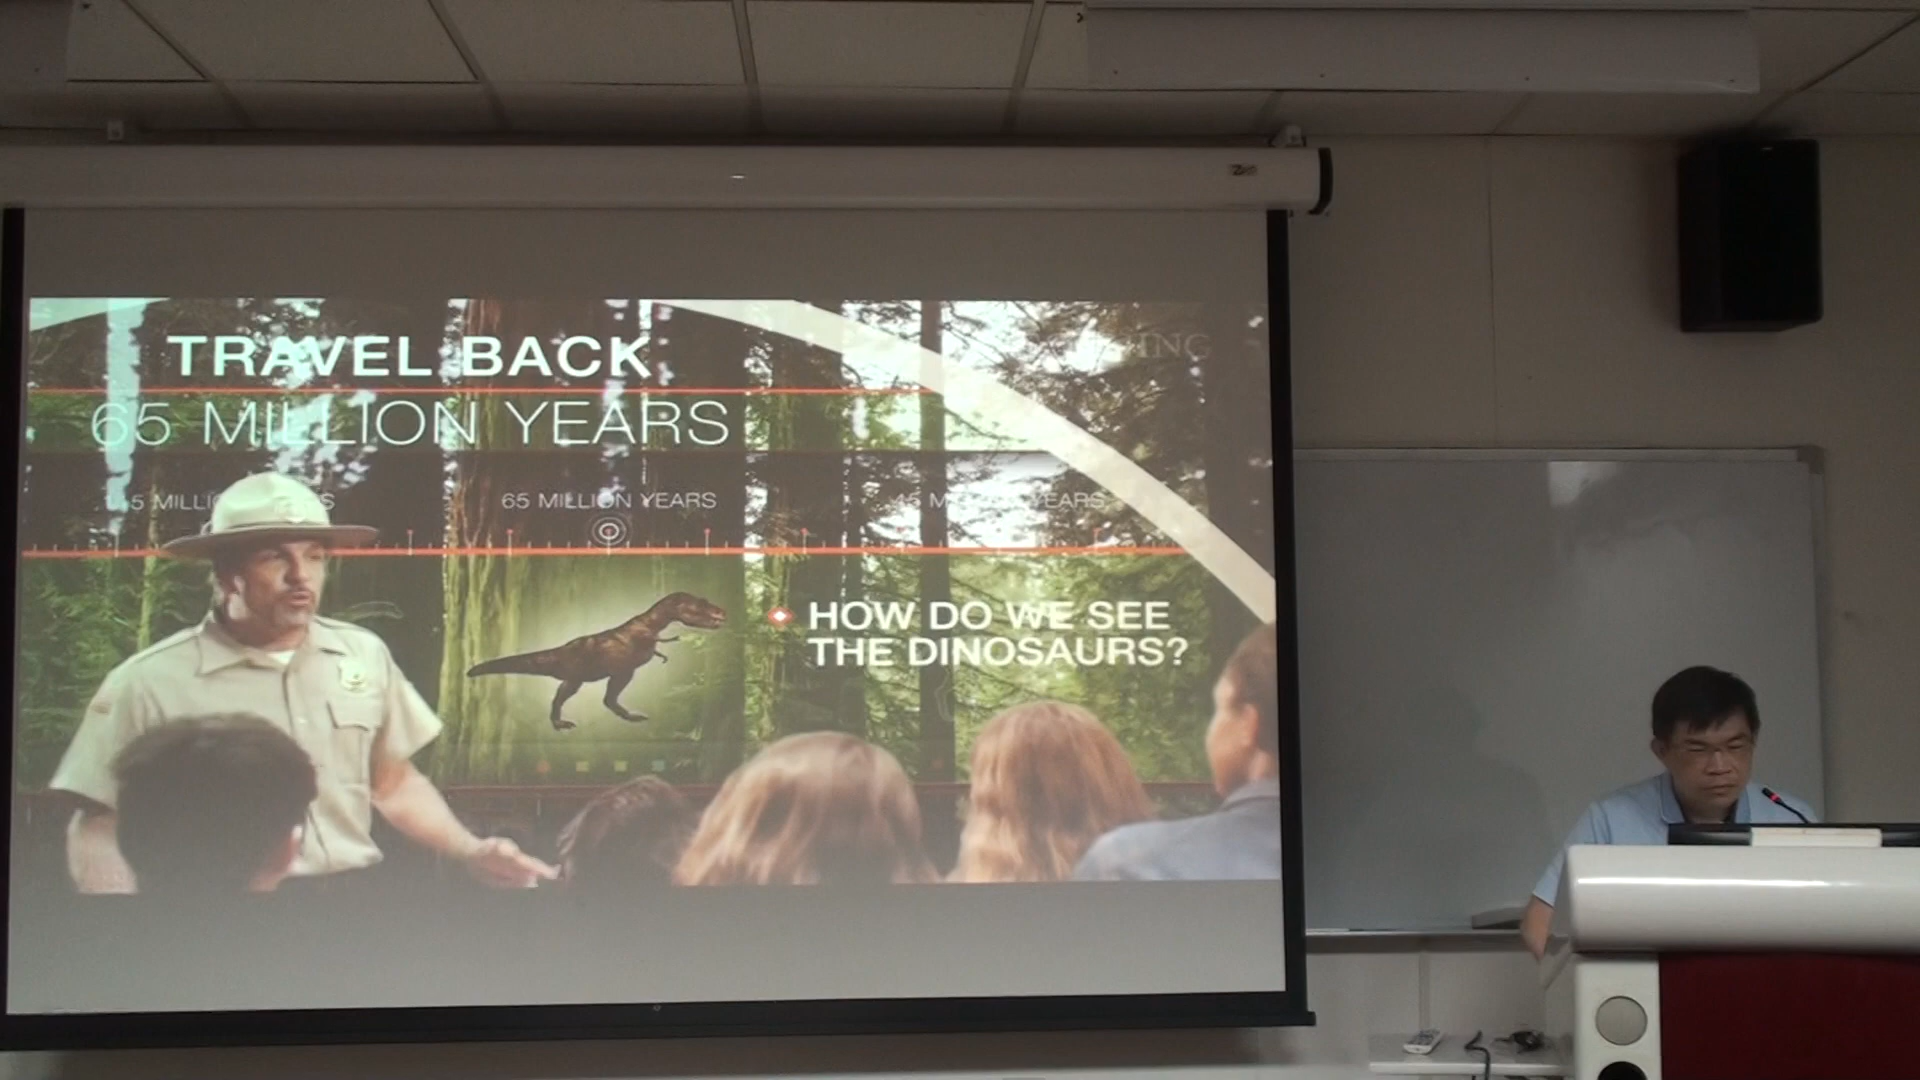 TRAVEL BACK
65 MILLION YEARS
65 MILLION YEARS
HOW DO WE SEE
THE DINOSAURS?